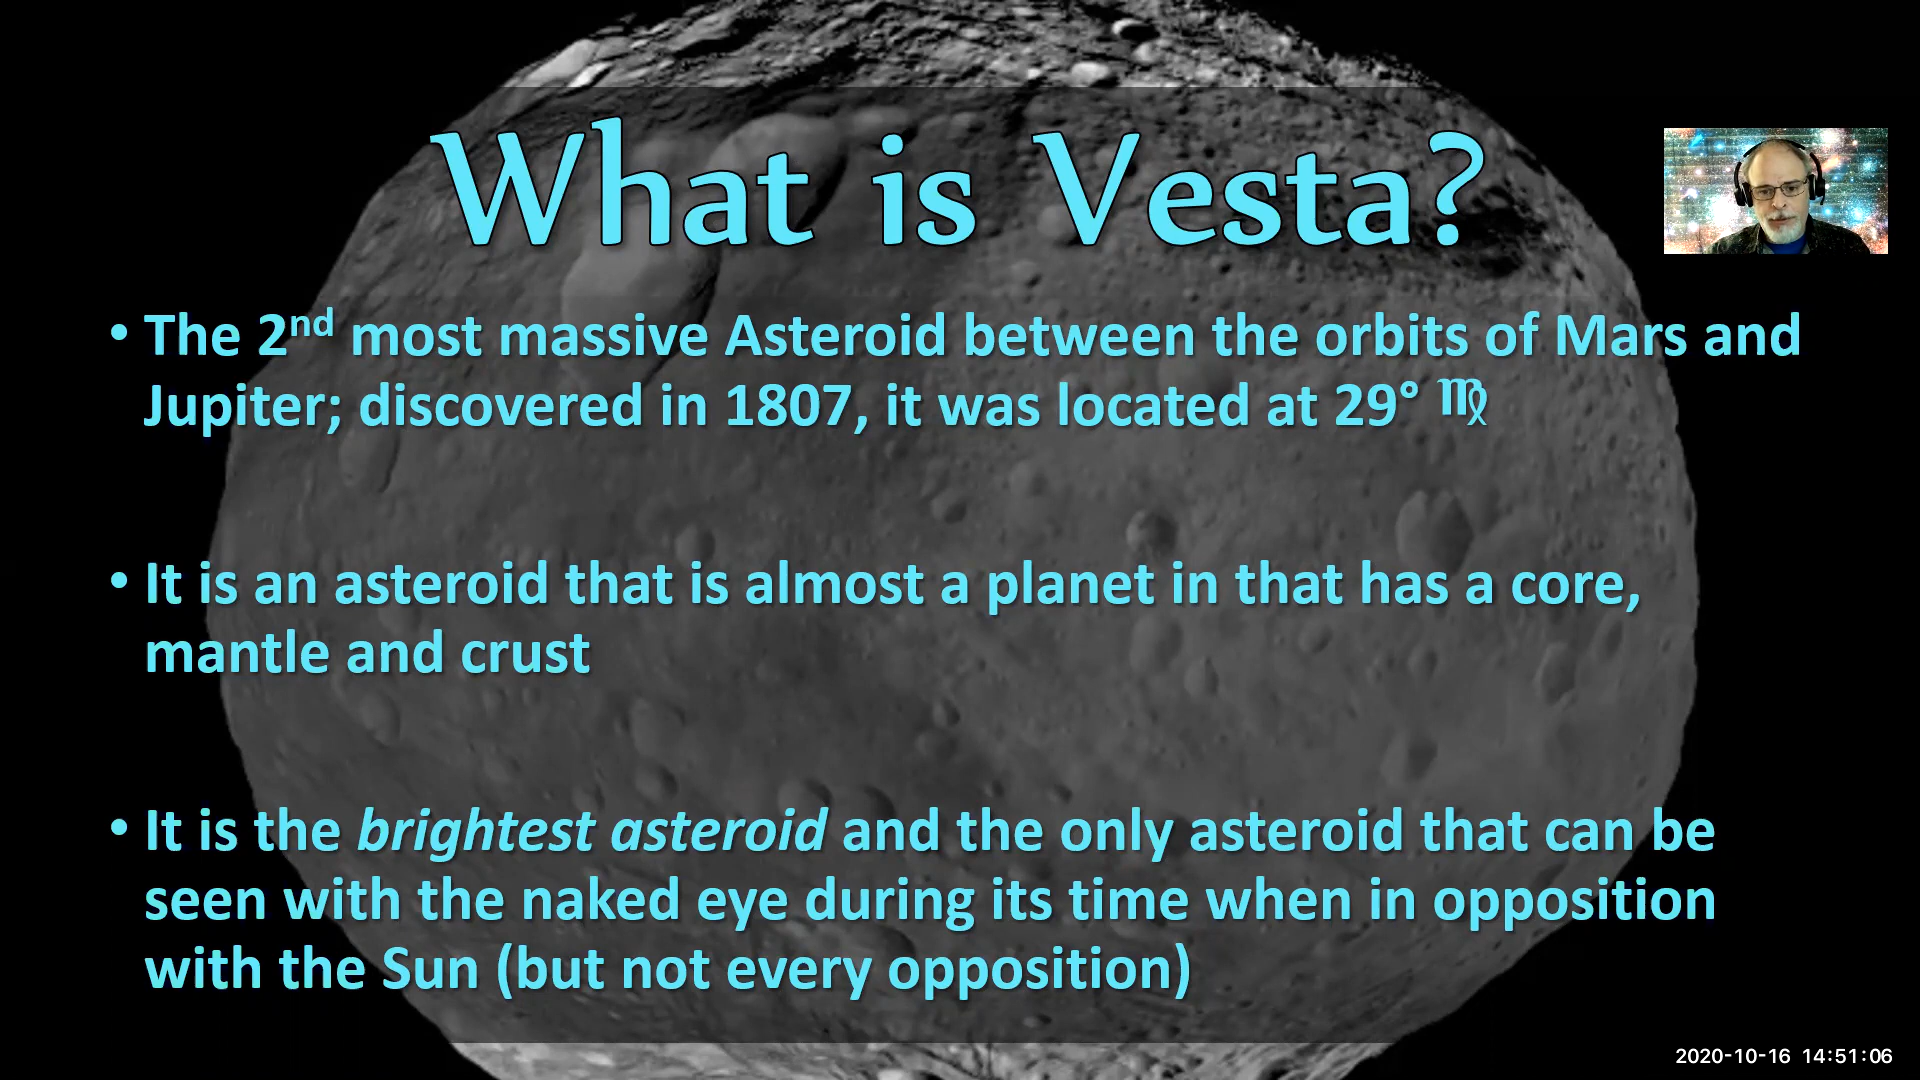 What is Vesta?
• The 2nd most massive Asteroid between the orbits of Mars and
Jupiter; discovered in 1807, it was located at 29° ♍
• It is an asteroid that is almost a planet in that has a core,
mantle and crust
• It is the brightest asteroid and the only asteroid that can be
seen with the naked eye during its time when in opposition
with the Sun (but not every opposition)
2020-10-16 14:51:06